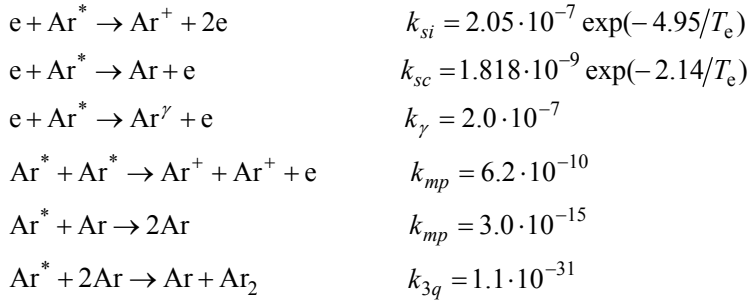 e + Ar* → Ar⁺ + 2e k_si = 2.05·10⁻⁷ exp(−4.95/T_e)
e + Ar* → Ar + e k_sc = 1.818·10⁻⁹ exp(−2.14/T_e)
e + Ar* → Ar^γ + e k_γ = 2.0·10⁻⁷
Ar* + Ar* → Ar⁺ + Ar⁺ + e k_mp = 6.2·10⁻¹⁰
Ar* + Ar → 2Ar k_mp = 3.0·10⁻¹⁵
Ar* + 2Ar → Ar + Ar₂ k_3q = 1.1·10⁻³¹